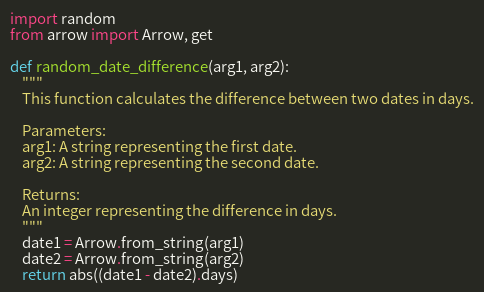 import random
from arrow import Arrow, get

def random_date_difference(arg1, arg2):
    """
    This function calculates the difference between two dates in days.

    Parameters:
    arg1: A string representing the first date.
    arg2: A string representing the second date.

    Returns:
    An integer representing the difference in days.
    """
    date1 = Arrow.from_string(arg1)
    date2 = Arrow.from_string(arg2)
    return abs((date1 - date2).days)